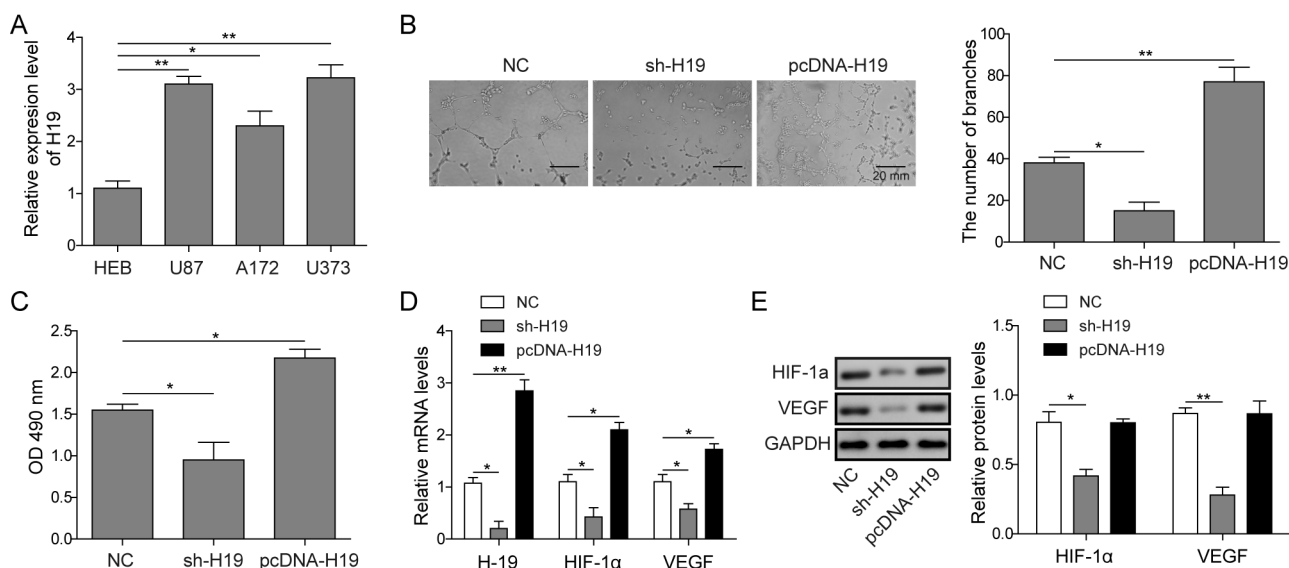 A
Relative expression level
of H19
4
3
2
1
0
**
*
**
HEB U87 A172 U373
B
NC sh-H19 pcDNA-H19
20 mm
The number of branches
100
80
60
40
20
0
**
*
NC sh-H19 pcDNA-H19
C
OD 490 nm
2.5
2.0
1.5
1.0
0.5
0.0
*
*
NC sh-H19 pcDNA-H19
D
NC
sh-H19
pcDNA-H19
Relative mRNA levels
4
3
2
1
0
**
*
*
*
*
*
H-19 HIF-1α VEGF
E
HIF-1a
VEGF
GAPDH
NC sh-H19 pcDNA-H19
NC
sh-H19
pcDNA-H19
Relative protein levels
1.5
1.0
0.5
0.0
*
**
HIF-1α VEGF